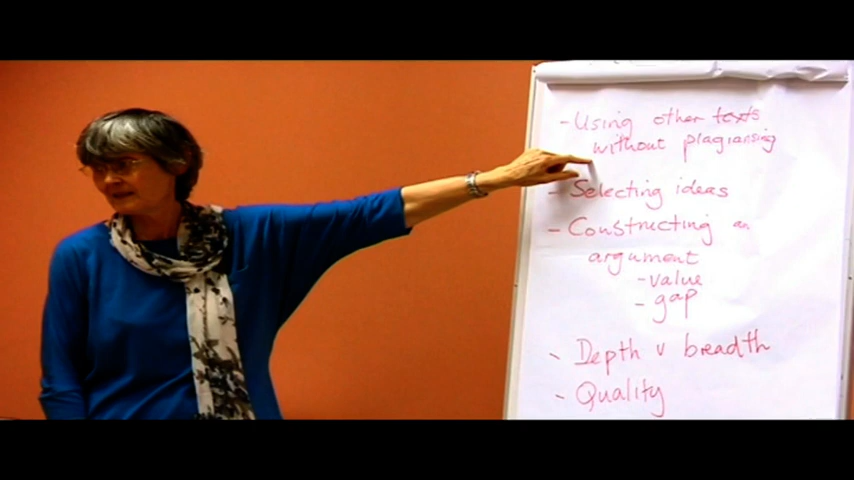 - Using other texts
without plagiarising
- Selecting ideas
- Constructing an
argument
- value
- gap
- Depth v breadth
- Quality